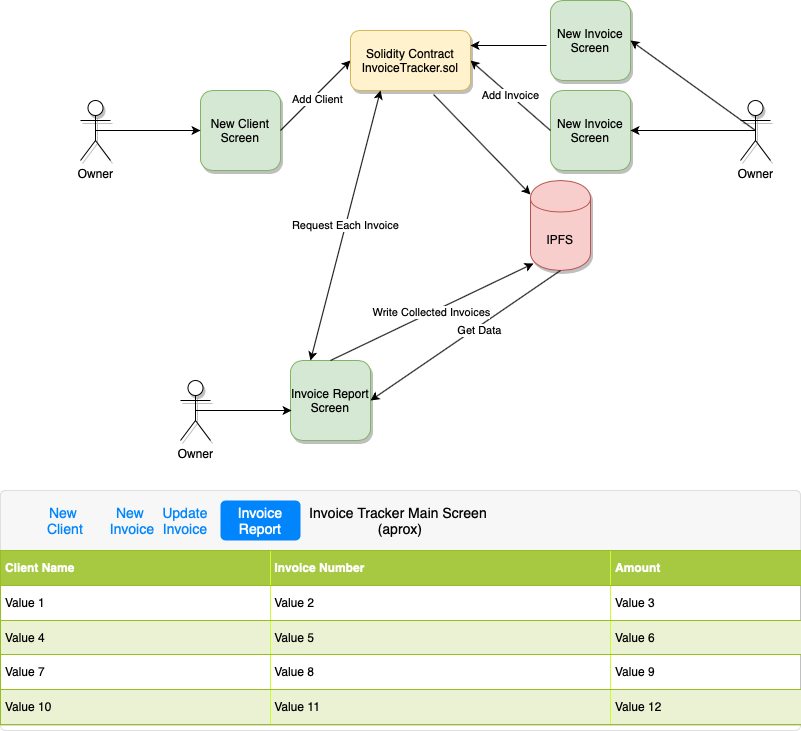 New Invoice
Screen
Solidity Contract
InvoiceTracker.sol
Add Client
Add Invoice
New Client
Screen
New Invoice
Screen
Owner
Owner
Request Each Invoice
IPFS
Write Collected Invoices
Get Data
Invoice Report
Screen
Owner
New
Client
New
Invoice
Update
Invoice
Invoice
Report
Invoice Tracker Main Screen
(aprox)
Client Name Invoice Number Amount
Value 1 Value 2 Value 3
Value 4 Value 5 Value 6
Value 7 Value 8 Value 9
Value 10 Value 11 Value 12